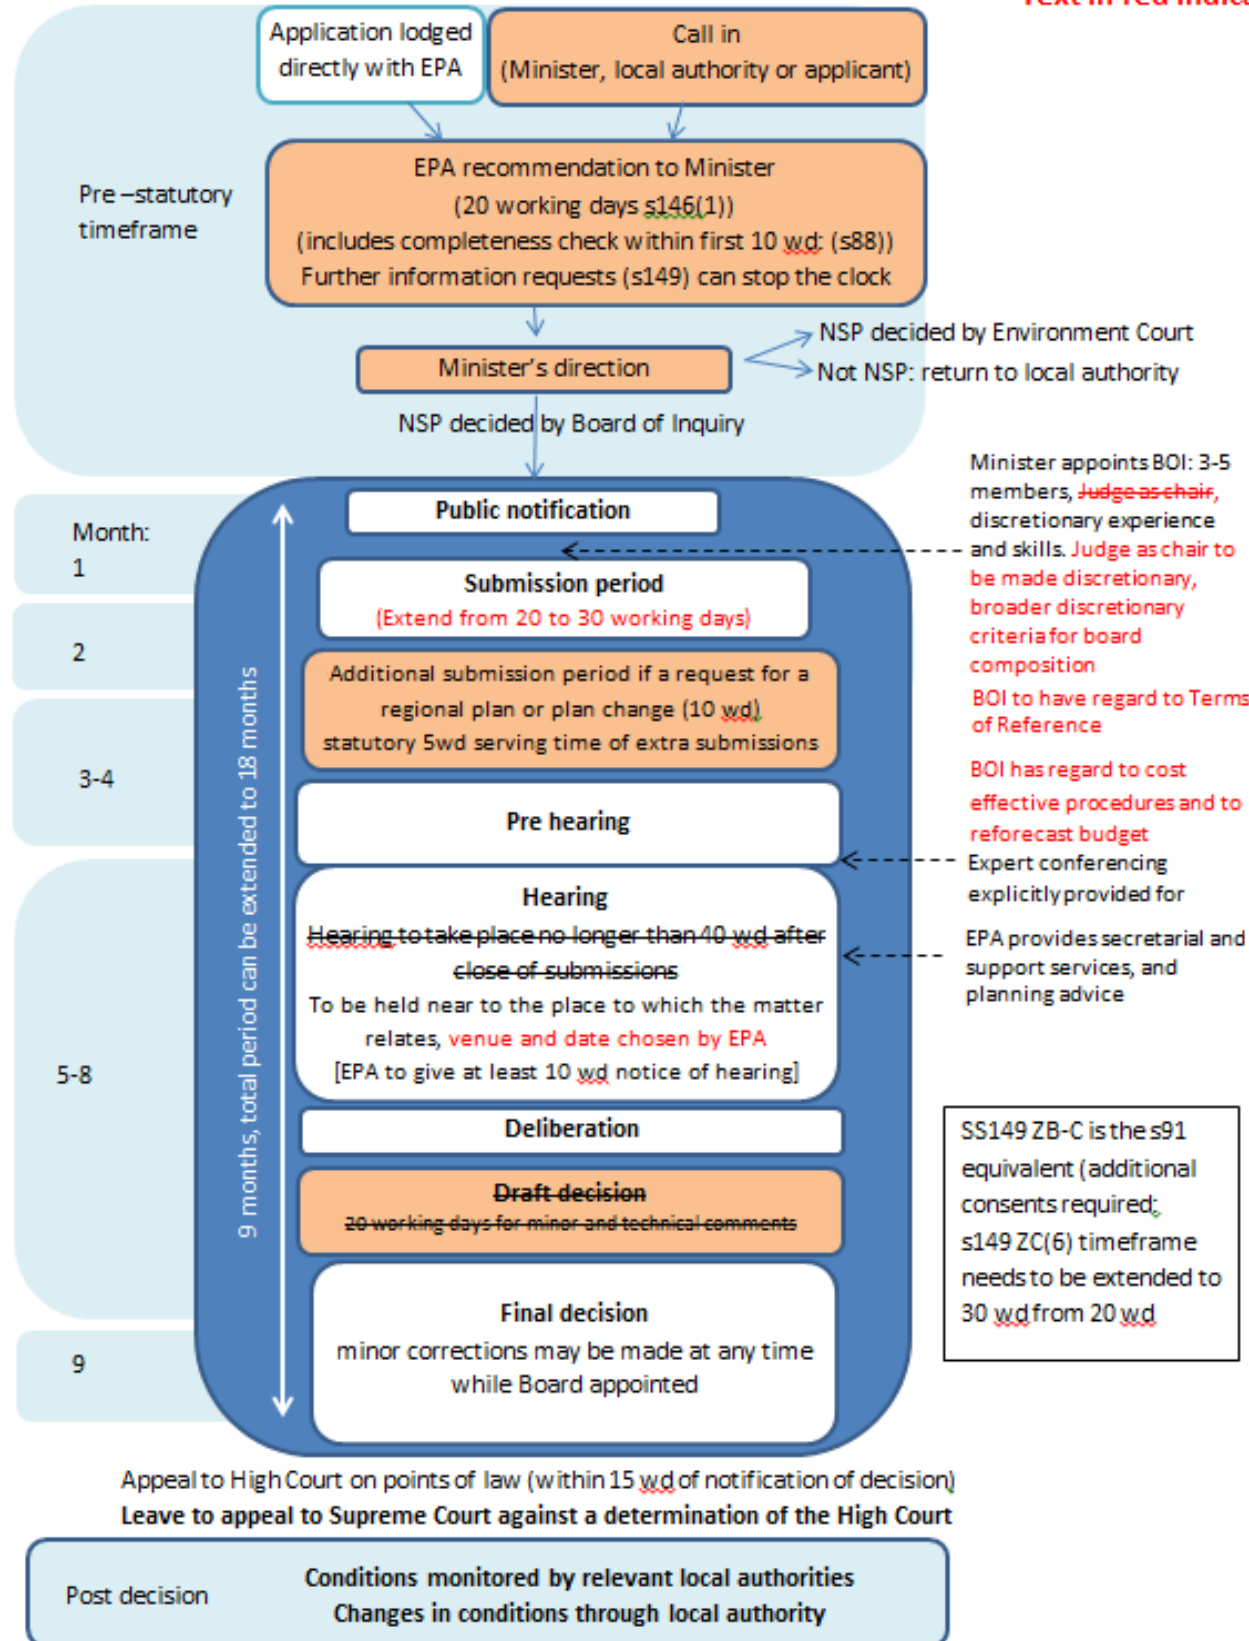 Text in red indica
Application lodged
directly with EPA
Call in
(Minister, local authority or applicant)
Pre –statutory
timeframe
EPA recommendation to Minister
(20 working days s146(1))
(includes completeness check within first 10 wd: (s88))
Further information requests (s149) can stop the clock
Minister's direction
NSP decided by Environment Court
Not NSP: return to local authority
NSP decided by Board of Inquiry
Month:
1
2
3-4
5-8
9
9 months, total period can be extended to 18 months
Public notification
Submission period
(Extend from 20 to 30 working days)
Additional submission period if a request for a
regional plan or plan change (10 wd)
statutory 5wd serving time of extra submissions
Pre hearing
Hearing
Hearing to take place no longer than 40 wd after
close of submissions
To be held near to the place to which the matter
relates, venue and date chosen by EPA
[EPA to give at least 10 wd notice of hearing]
Deliberation
Draft decision
20 working days for minor and technical comments
Final decision
minor corrections may be made at any time
while Board appointed
Minister appoints BOI: 3-5
members, Judge as chair,
discretionary experience
and skills. Judge as chair to
be made discretionary,
broader discretionary
criteria for board
composition
BOI to have regard to Terms
of Reference
BOI has regard to cost
effective procedures and to
reforecast budget
Expert conferencing
explicitly provided for
EPA provides secretarial and
support services, and
planning advice
SS149 ZB-C is the s91
equivalent (additional
consents required;
s149 ZC(6) timeframe
needs to be extended to
30 wd from 20 wd
Appeal to High Court on points of law (within 15 wd of notification of decision)
Leave to appeal to Supreme Court against a determination of the High Court
Post decision
Conditions monitored by relevant local authorities
Changes in conditions through local authority